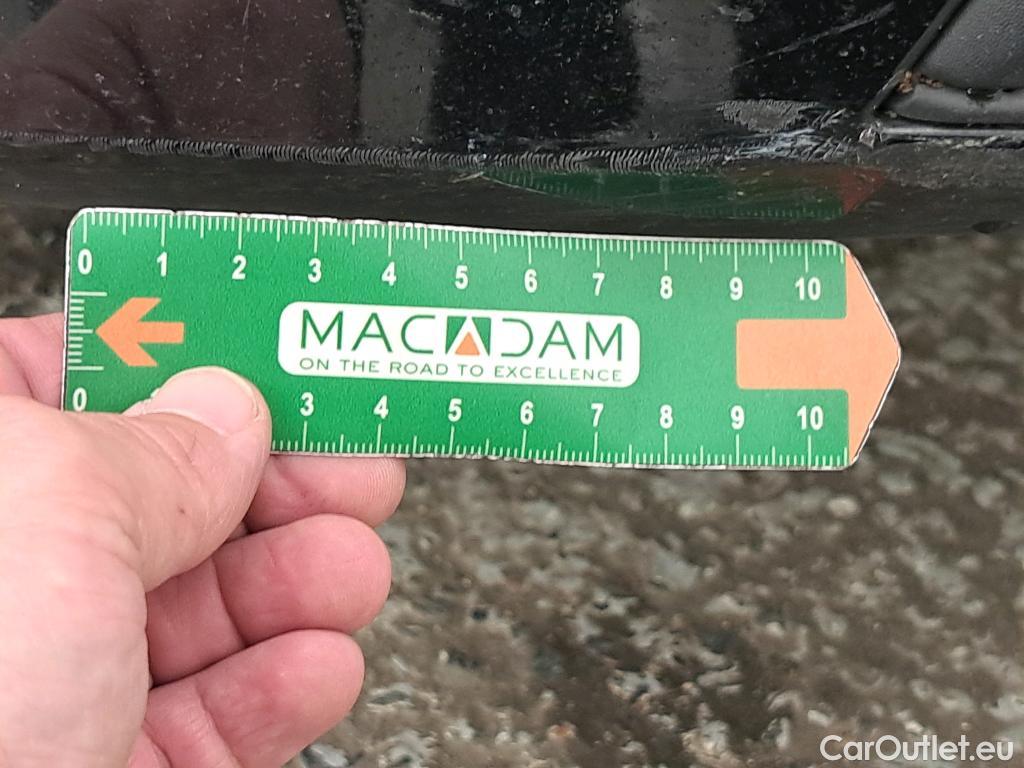 0 1 2 3 4 5 6 7 8 9 10
MACADAM
ON THE ROAD TO EXCELLENCE
0 3 4 5 6 7 8 9 10
CarOutlet.eu